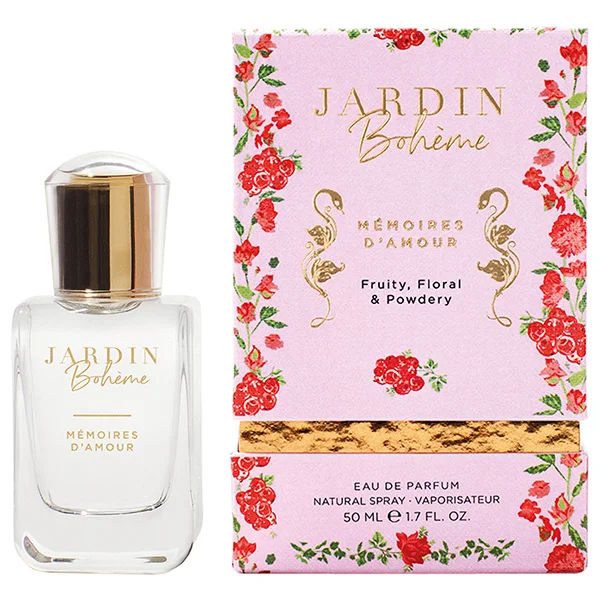 JARDIN
Bohème
MÉMOIRES
D'AMOUR
JARDIN
Bohème
MÉMOIRES
D'AMOUR
Fruity, Floral
& Powdery
EAU DE PARFUM
NATURAL SPRAY · VAPORISATEUR
50 ML ℮ 1.7 FL. OZ.